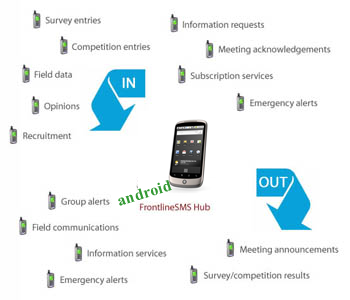 Survey entries
Information requests
Competition entries
Meeting acknowledgements
Field data
Subscription services
IN
Opinions
Emergency alerts
Recruitment
Group alerts
android
FrontlineSMS Hub
OUT
Field communications
Information services
Meeting announcements
Emergency alerts
Survey/competition results